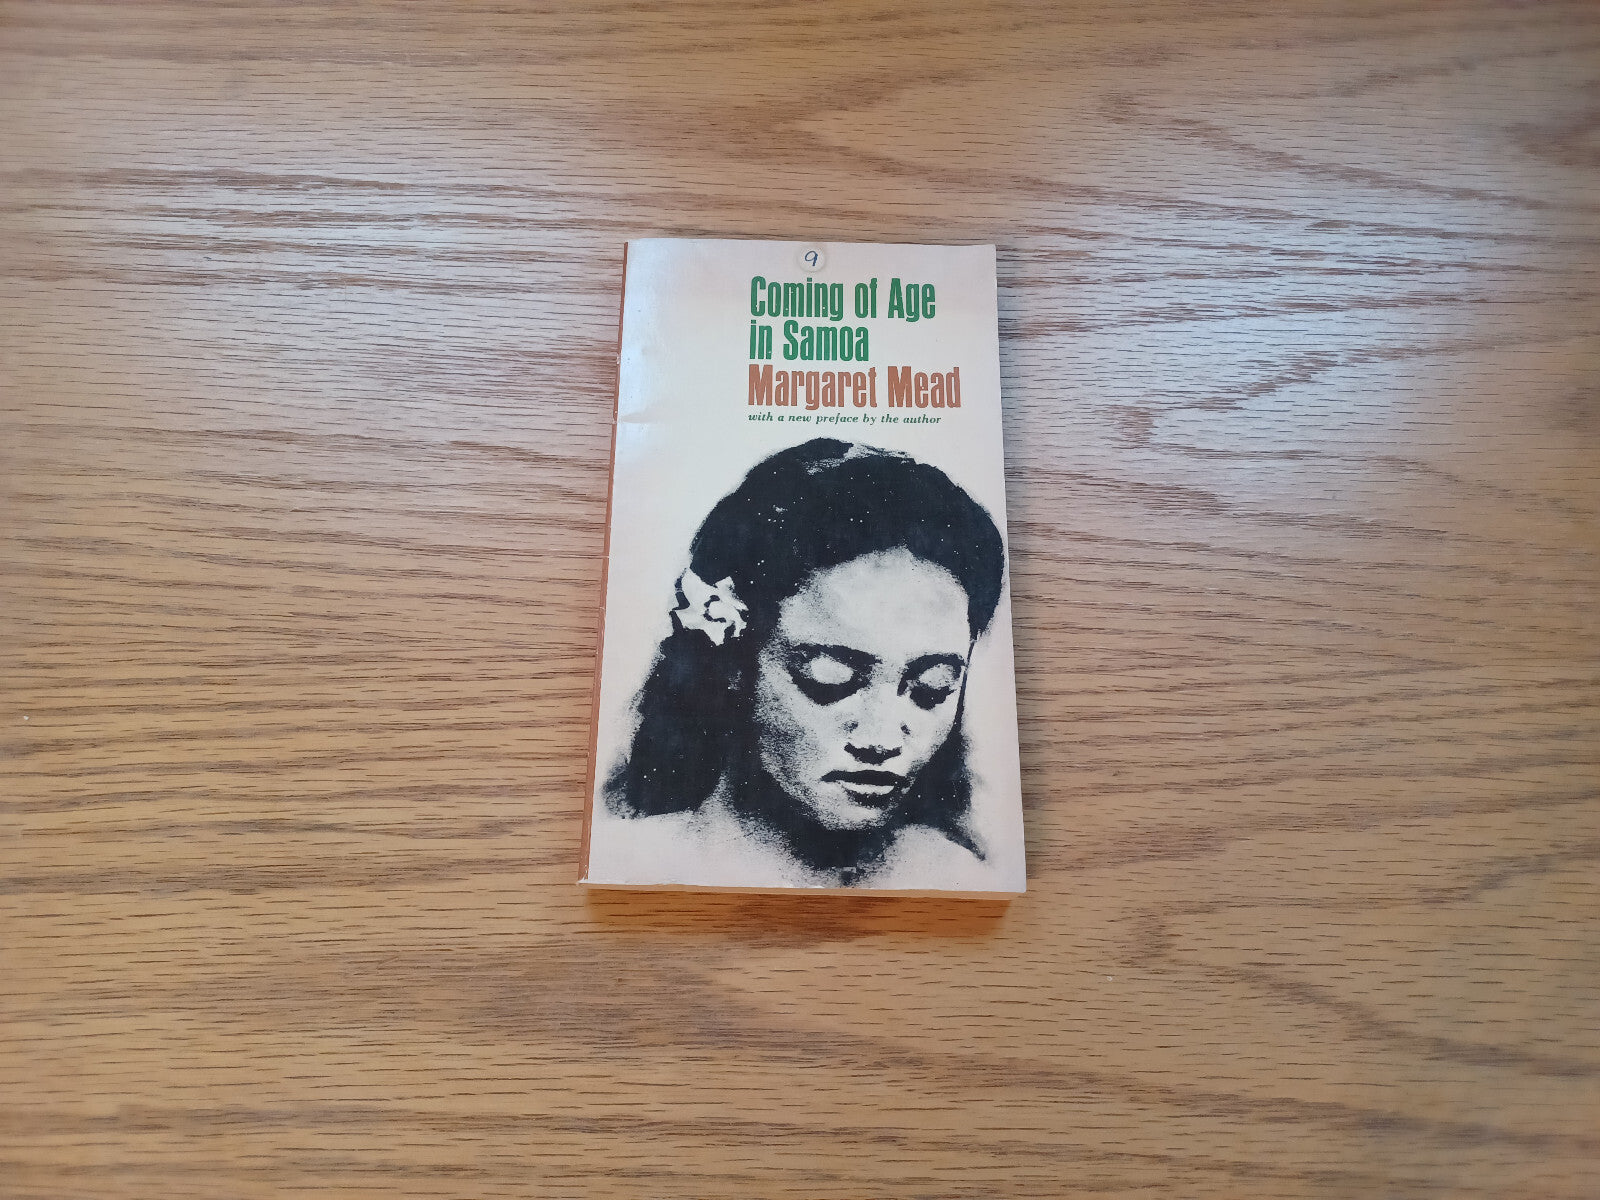 9
Coming of Age
in Samoa
Margaret Mead
with a new preface by the author